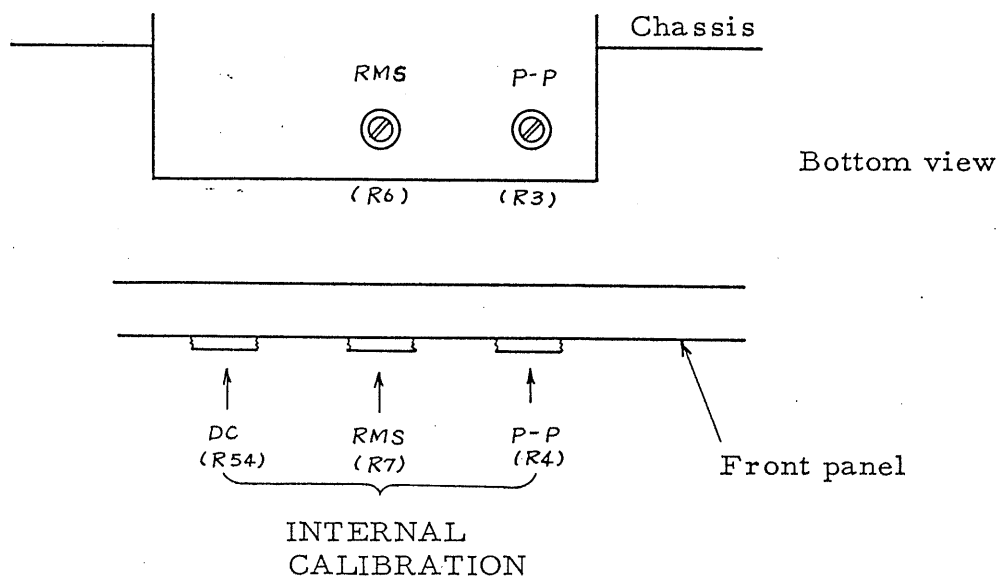 Chassis
RMS P-P
Bottom view
(R6) (R3)
DC RMS P-P
(R54) (R7) (R4)
Front panel
INTERNAL
CALIBRATION